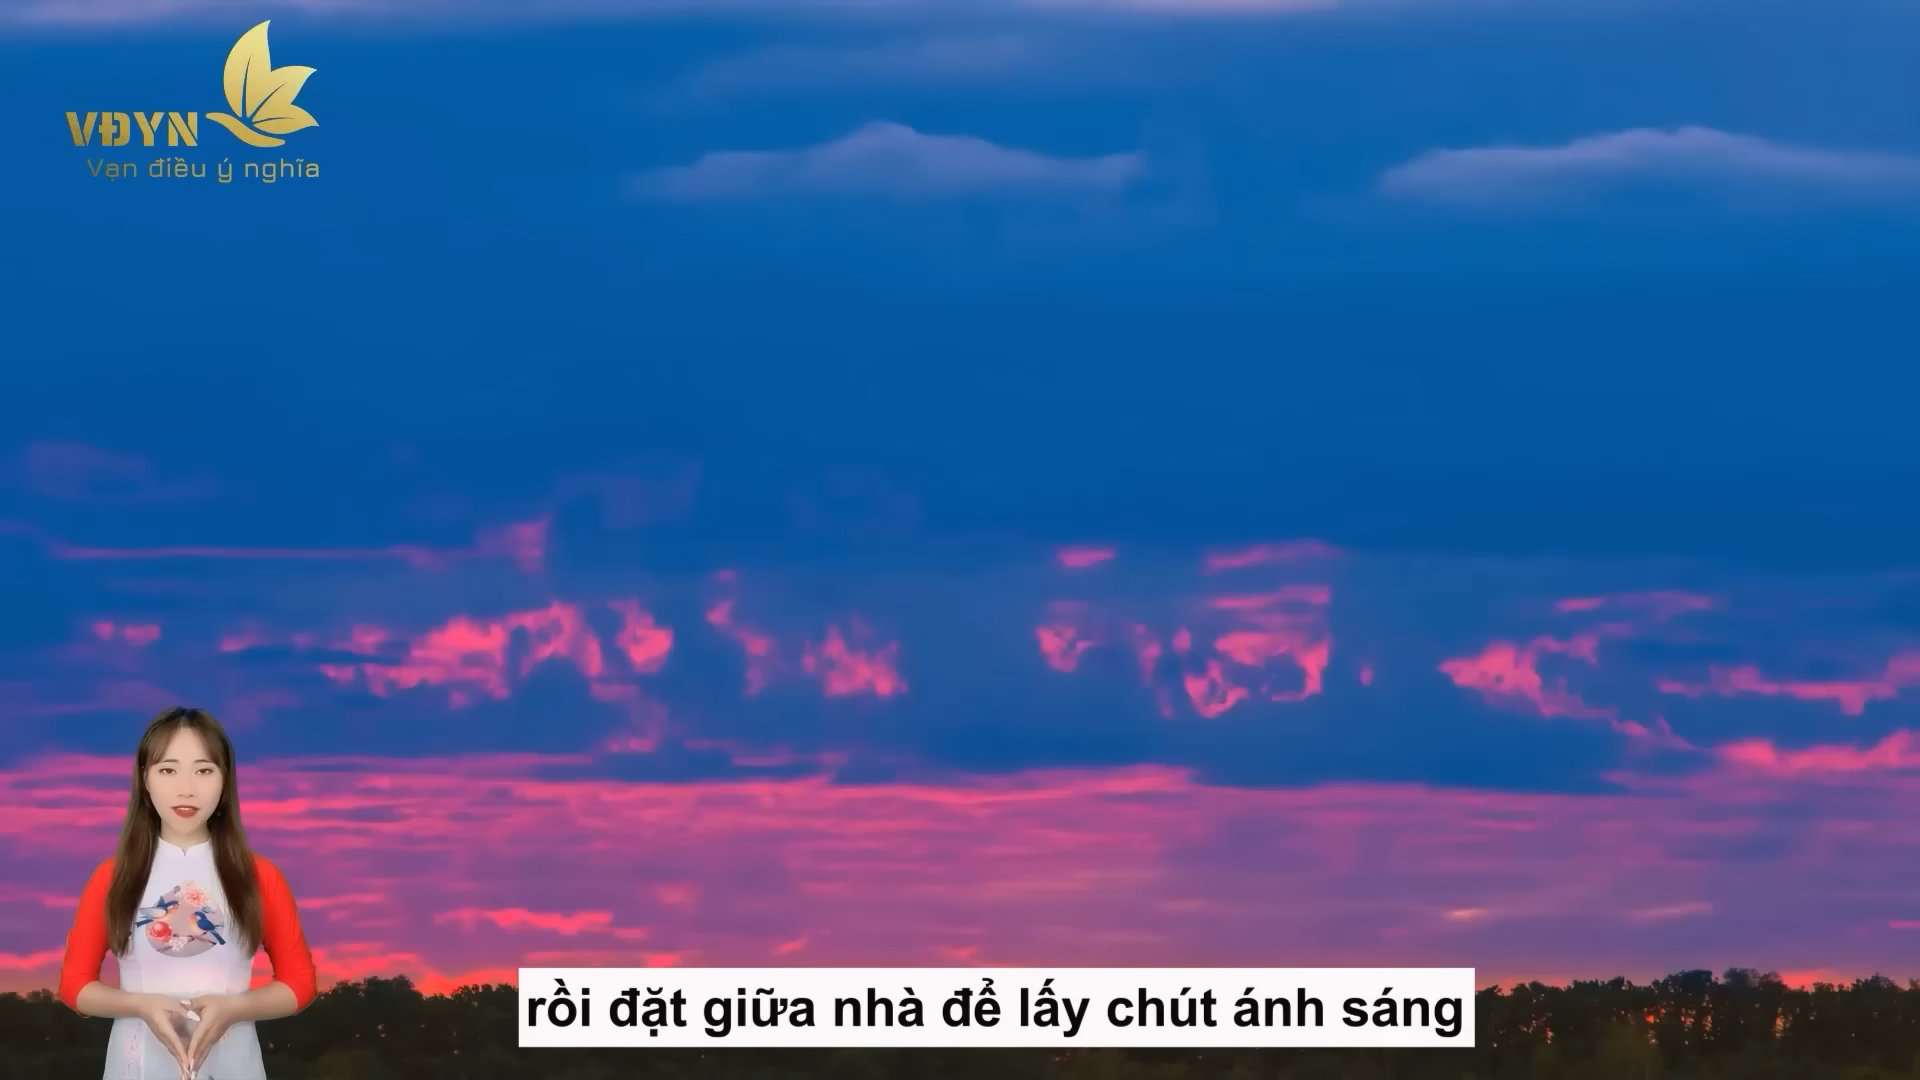 VĐYN
Vạn điều ý nghĩa
rồi đặt giữa nhà để lấy chút ánh sáng